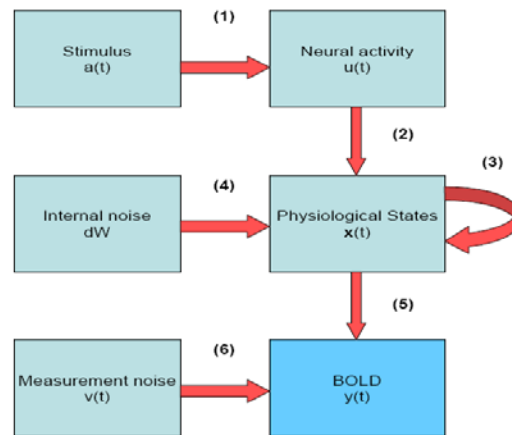 (1)
Stimulus
a(t)
Neural activity
u(t)
(2)
(3)
(4)
Internal noise
dW
Physiological States
x(t)
(5)
(6)
Measurement noise
v(t)
BOLD
y(t)